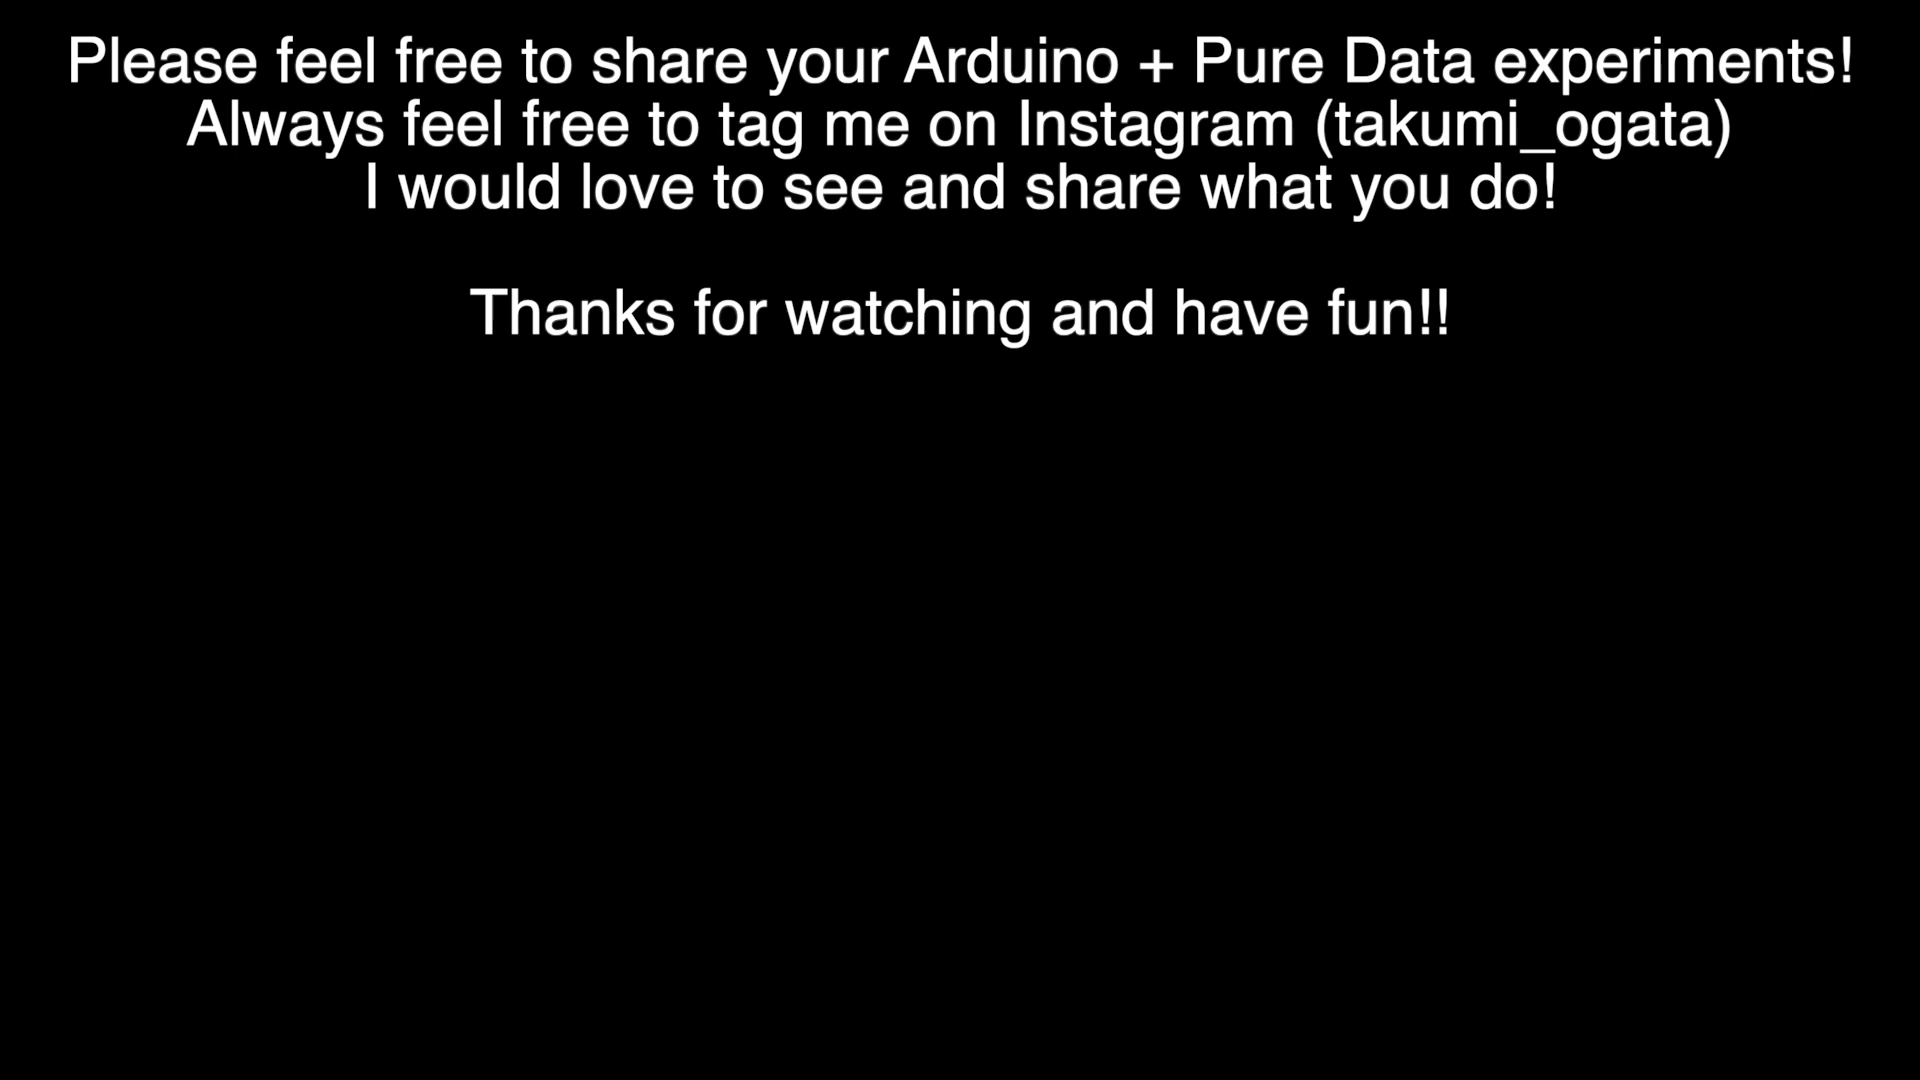 Please feel free to share your Arduino + Pure Data experiments!
Always feel free to tag me on Instagram (takumi_ogata)
I would love to see and share what you do!
Thanks for watching and have fun!!